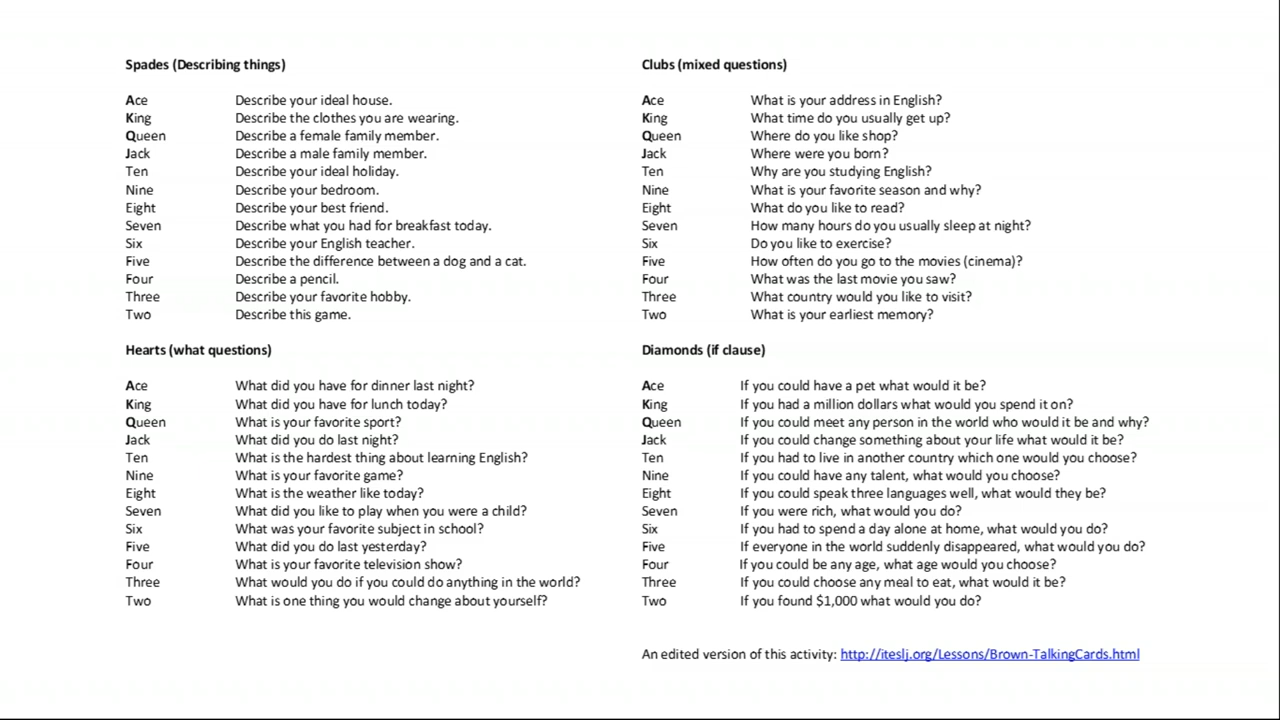 Spades (Describing things)
Ace Describe your ideal house.
King Describe the clothes you are wearing.
Queen Describe a female family member.
Jack Describe a male family member.
Ten Describe your ideal holiday.
Nine Describe your bedroom.
Eight Describe your best friend.
Seven Describe what you had for breakfast today.
Six Describe your English teacher.
Five Describe the difference between a dog and a cat.
Four Describe a pencil.
Three Describe your favorite hobby.
Two Describe this game.
Clubs (mixed questions)
Ace What is your address in English?
King What time do you usually get up?
Queen Where do you like shop?
Jack Where were you born?
Ten Why are you studying English?
Nine What is your favorite season and why?
Eight What do you like to read?
Seven How many hours do you usually sleep at night?
Six Do you like to exercise?
Five How often do you go to the movies (cinema)?
Four What was the last movie you saw?
Three What country would you like to visit?
Two What is your earliest memory?
Hearts (what questions)
Ace What did you have for dinner last night?
King What did you have for lunch today?
Queen What is your favorite sport?
Jack What did you do last night?
Ten What is the hardest thing about learning English?
Nine What is your favorite game?
Eight What is the weather like today?
Seven What did you like to play when you were a child?
Six What was your favorite subject in school?
Five What did you do last yesterday?
Four What is your favorite television show?
Three What would you do if you could do anything in the world?
Two What is one thing you would change about yourself?
Diamonds (if clause)
Ace If you could have a pet what would it be?
King If you had a million dollars what would you spend it on?
Queen If you could meet any person in the world who would it be and why?
Jack If you could change something about your life what would it be?
Ten If you had to live in another country which one would you choose?
Nine If you could have any talent, what would you choose?
Eight If you could speak three languages well, what would they be?
Seven If you were rich, what would you do?
Six If you had to spend a day alone at home, what would you do?
Five If everyone in the world suddenly disappeared, what would you do?
Four If you could be any age, what age would you choose?
Three If you could choose any meal to eat, what would it be?
Two If you found $1,000 what would you do?
An edited version of this activity: http://iteslj.org/Lessons/Brown-TalkingCards.html